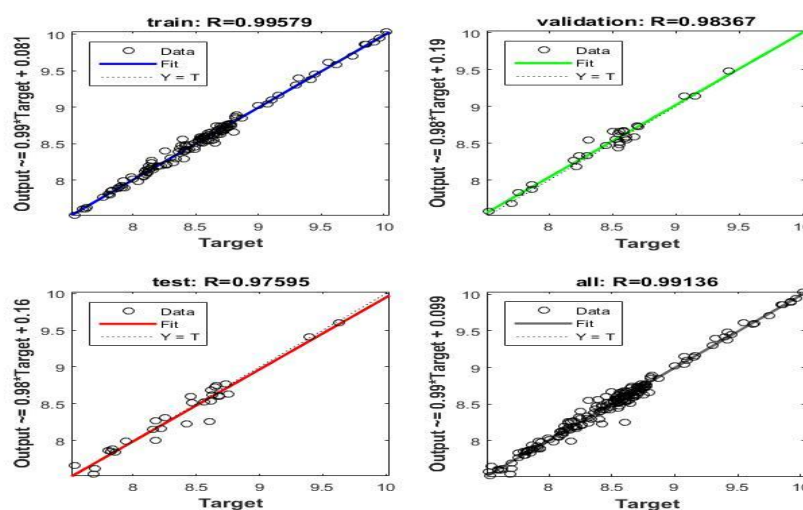 train: R=0.99579
Output ~= 0.99*Target + 0.081
10
9.5
9
8.5
8
Data
Fit
Y = T
8
8.5
9
9.5
10
Target
validation: R=0.98367
Output ~= 0.98*Target + 0.19
10
9.5
9
8.5
8
Data
Fit
Y = T
8
8.5
9
9.5
10
Target
test: R=0.97595
Output ~= 0.98*Target + 0.16
10
9.5
9
8.5
8
Data
Fit
Y = T
8
8.5
9
9.5
10
Target
all: R=0.99136
Output ~= 0.99*Target + 0.099
10
9.5
9
8.5
8
Data
Fit
Y = T
8
8.5
9
9.5
10
Target